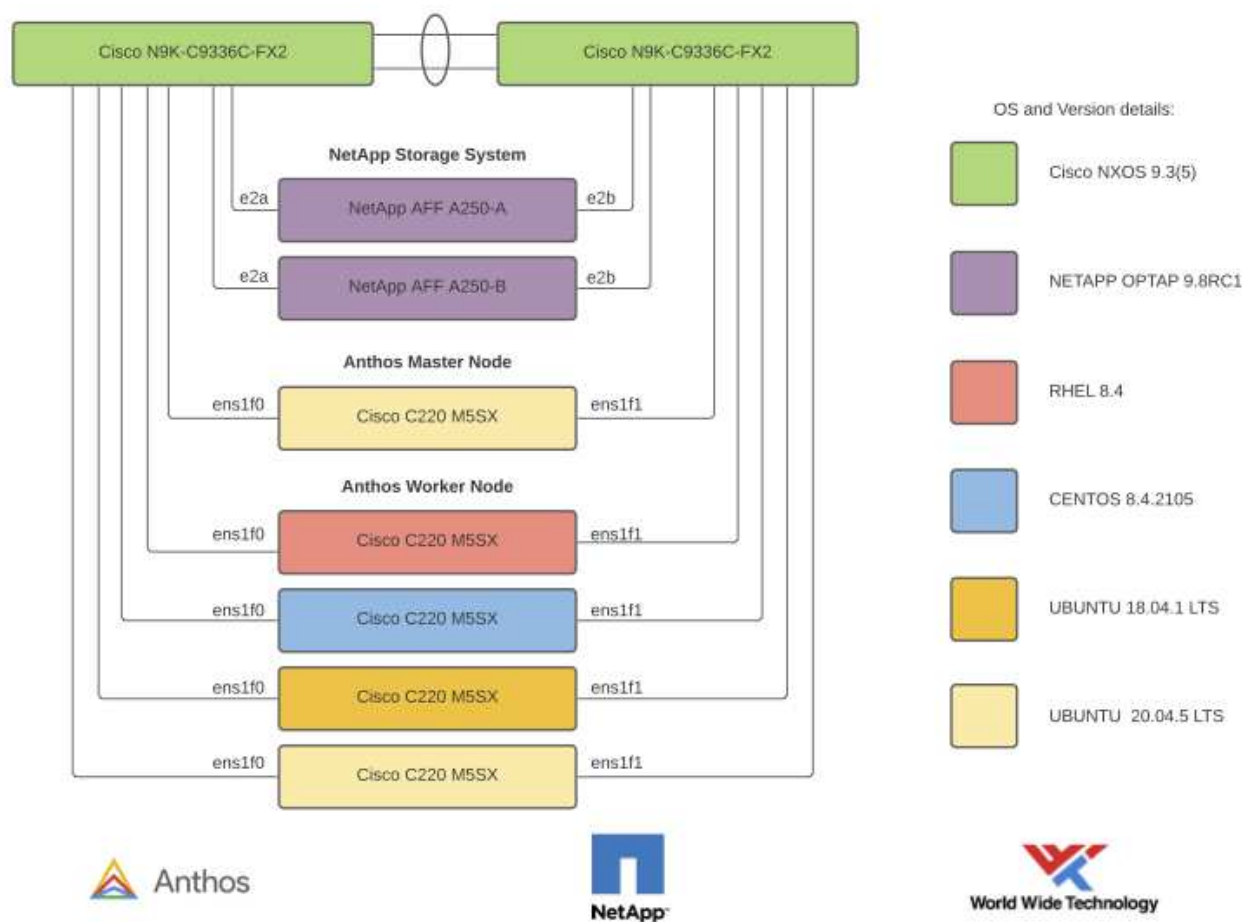 Cisco N9K-C9336C-FX2
Cisco N9K-C9336C-FX2
OS and Version details:
Cisco NXOS 9.3(5)
NetApp Storage System
e2a
NetApp AFF A250-A
e2b
e2a
NetApp AFF A250-B
e2b
NETAPP OPTAP 9.8RC1
Anthos Master Node
ens1f0
Cisco C220 M5SX
ens1f1
RHEL 8.4
Anthos Worker Node
ens1f0
Cisco C220 M5SX
ens1f1
CENTOS 8.4.2105
ens1f0
Cisco C220 M5SX
ens1f1
UBUNTU 18.04.1 LTS
ens1f0
Cisco C220 M5SX
ens1f1
UBUNTU 20.04.5 LTS
ens1f0
Cisco C220 M5SX
ens1f1
Anthos
NetApp
World Wide Technology